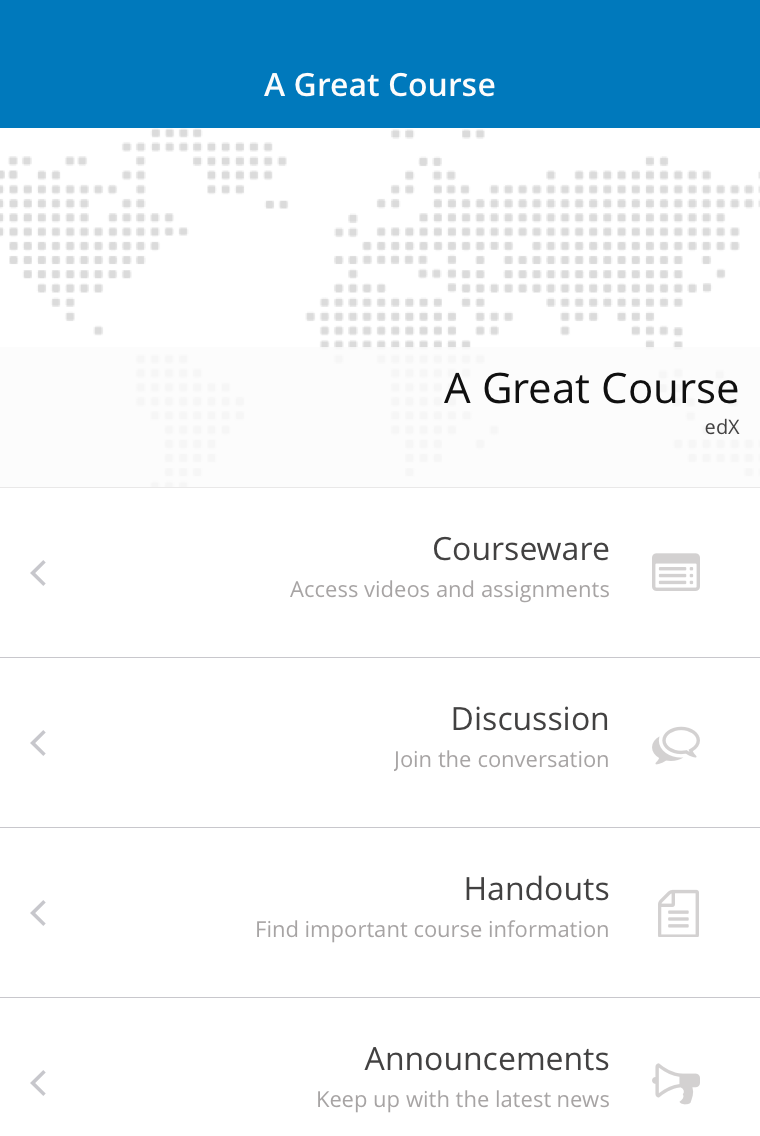 A Great Course
A Great Course
edX
Courseware
Access videos and assignments
Discussion
Join the conversation
Handouts
Find important course information
Announcements
Keep up with the latest news